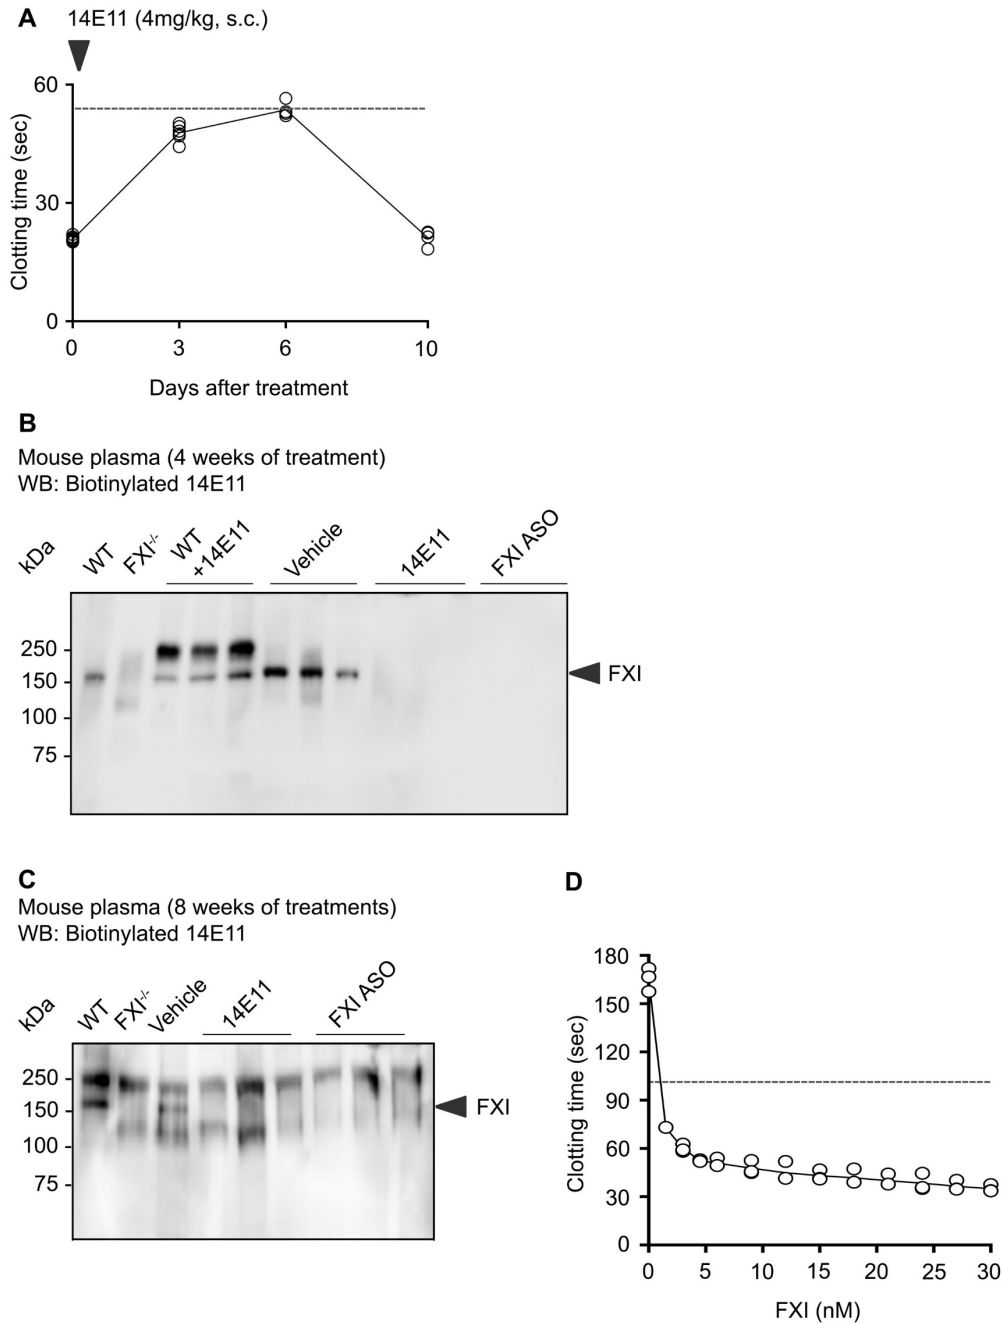 A 14E11 (4mg/kg, s.c.)
60
30
0
Clotting time (sec)
0 3 6 10
Days after treatment
B
Mouse plasma (4 weeks of treatment)
WB: Biotinylated 14E11
kDa WT FXI-/- WT +14E11 Vehicle 14E11 FXI ASO
250
150
100
75
FXI
C
Mouse plasma (8 weeks of treatments)
WB: Biotinylated 14E11
kDa WT FXI-/- Vehicle 14E11 FXI ASO
250
150
100
75
FXI
D
180
150
120
90
60
30
0
Clotting time (sec)
0 5 10 15 20 25 30
FXI (nM)